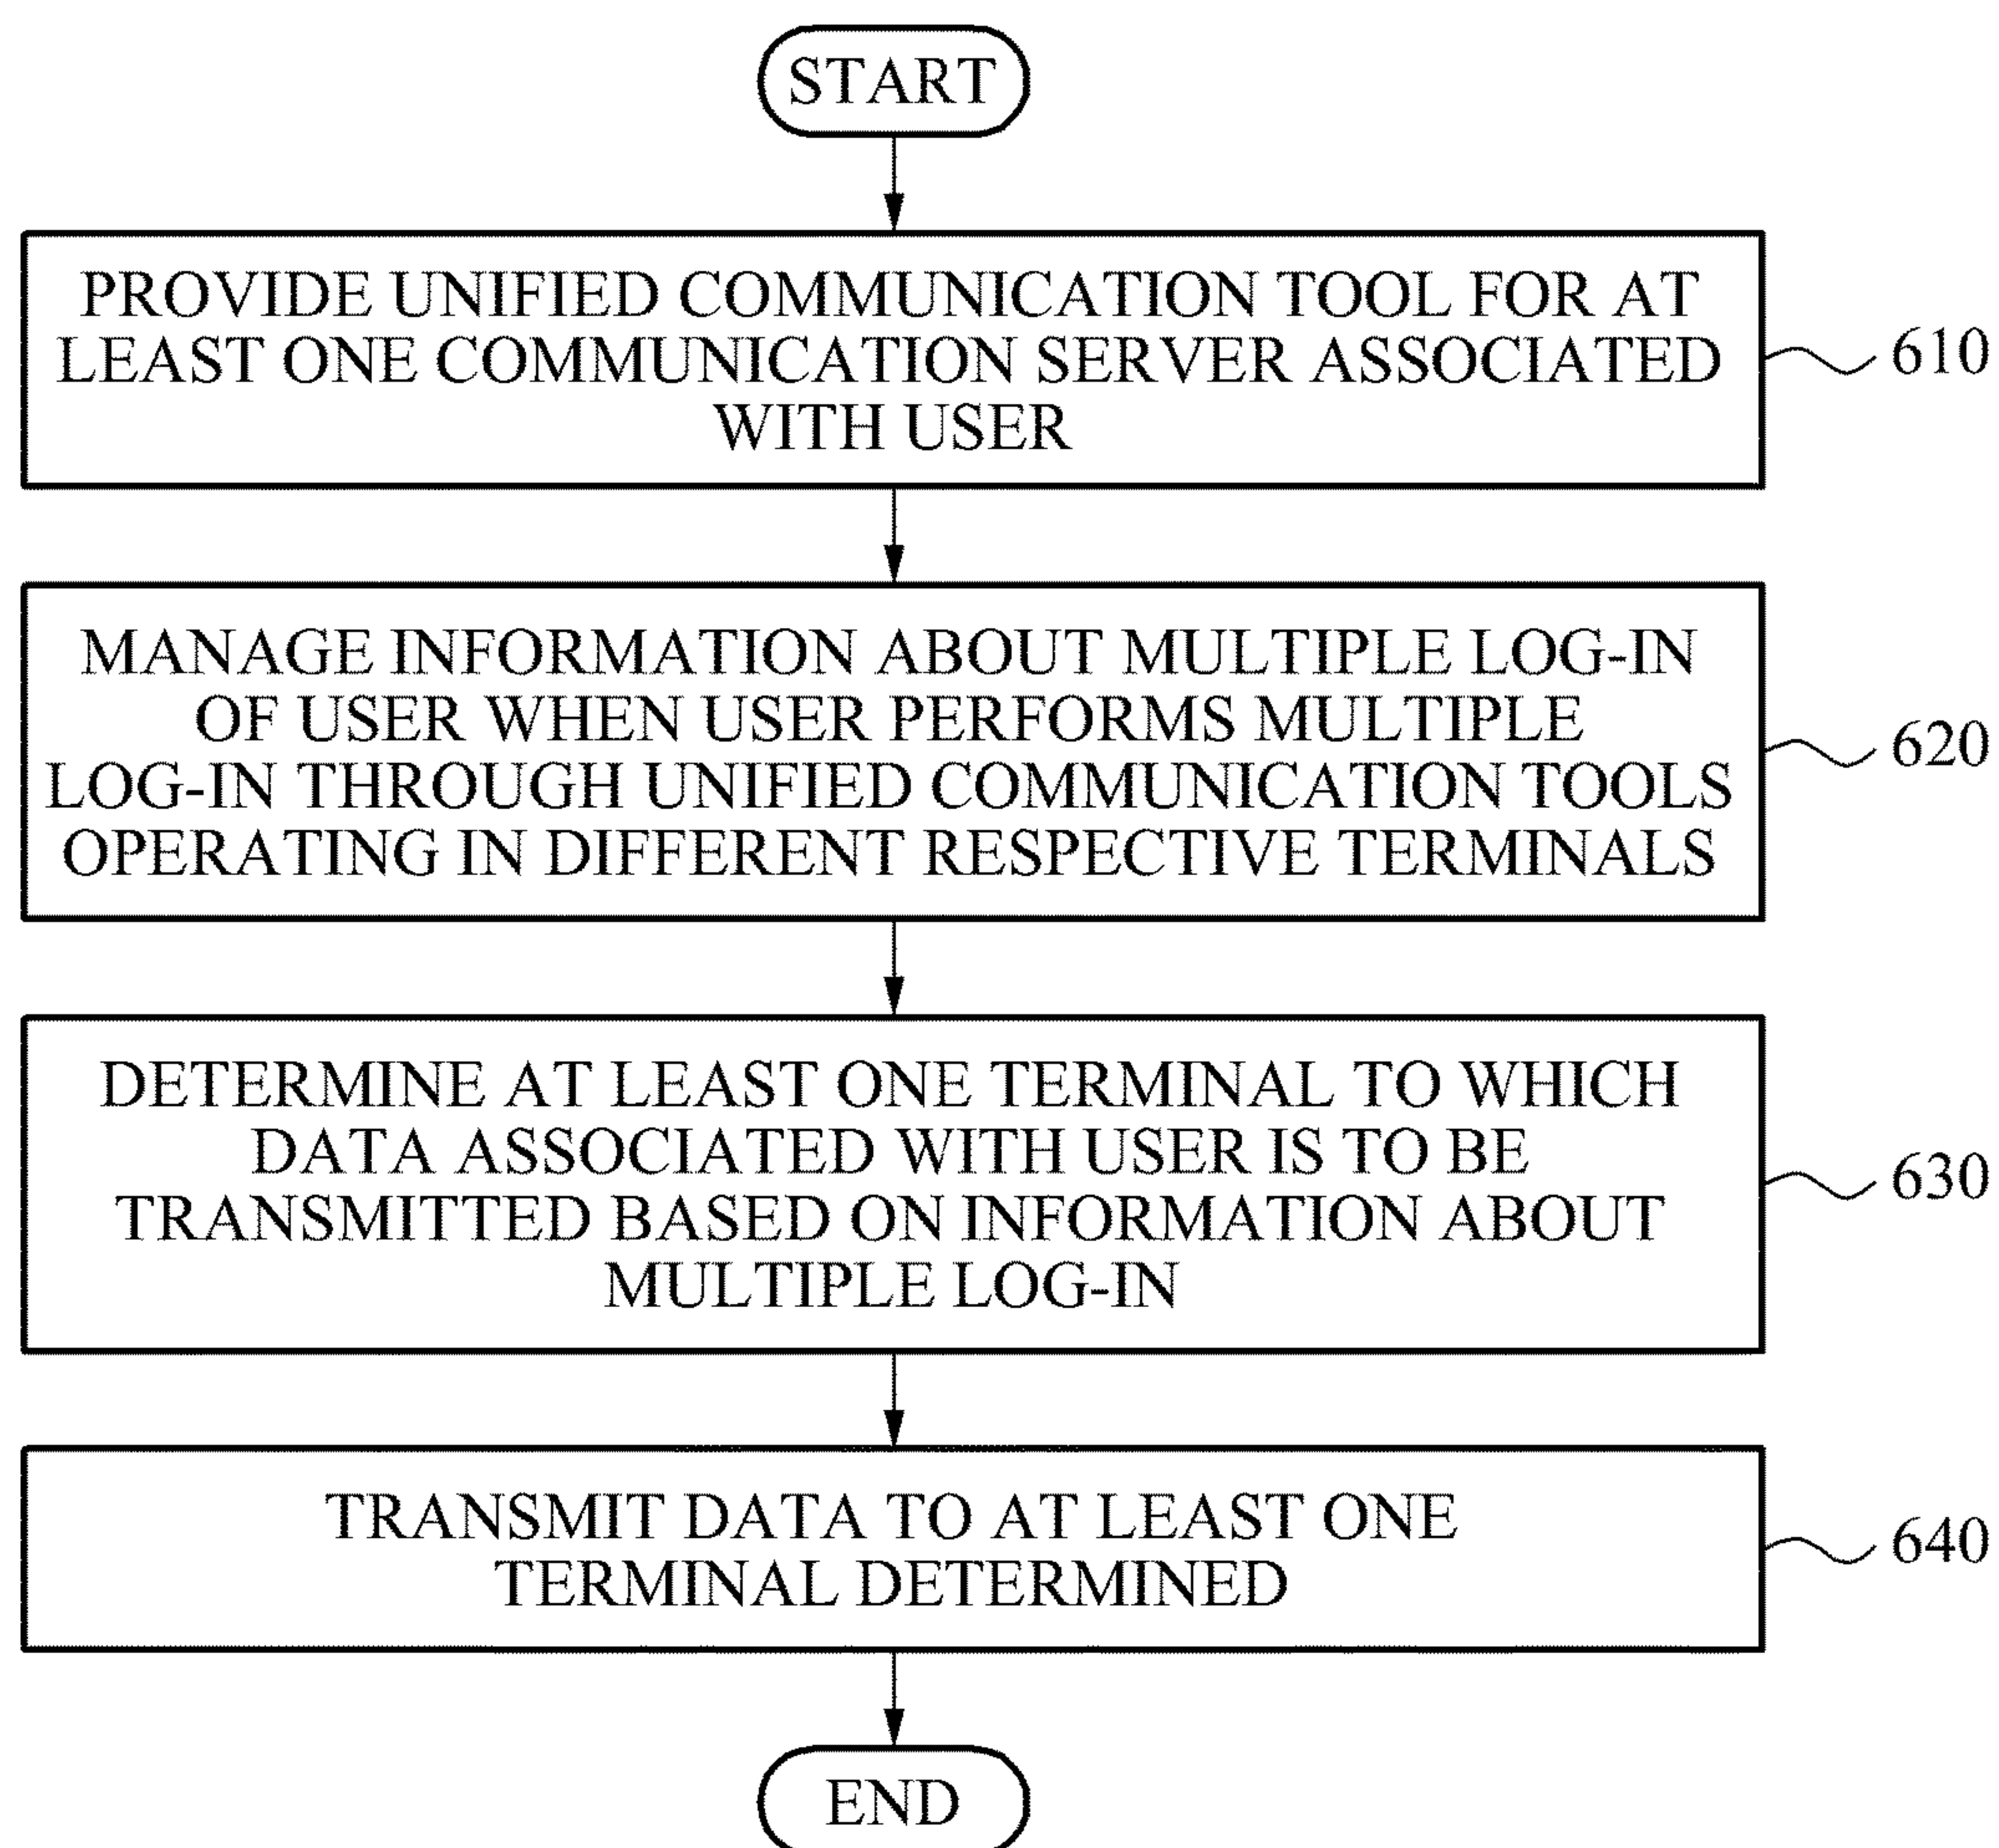 START
PROVIDE UNIFIED COMMUNICATION TOOL FOR AT
LEAST ONE COMMUNICATION SERVER ASSOCIATED
WITH USER
610
MANAGE INFORMATION ABOUT MULTIPLE LOG-IN
OF USER WHEN USER PERFORMS MULTIPLE
LOG-IN THROUGH UNIFIED COMMUNICATION TOOLS
OPERATING IN DIFFERENT RESPECTIVE TERMINALS
620
DETERMINE AT LEAST ONE TERMINAL TO WHICH
DATA ASSOCIATED WITH USER IS TO BE
TRANSMITTED BASED ON INFORMATION ABOUT
MULTIPLE LOG-IN
630
TRANSMIT DATA TO AT LEAST ONE
TERMINAL DETERMINED
640
END